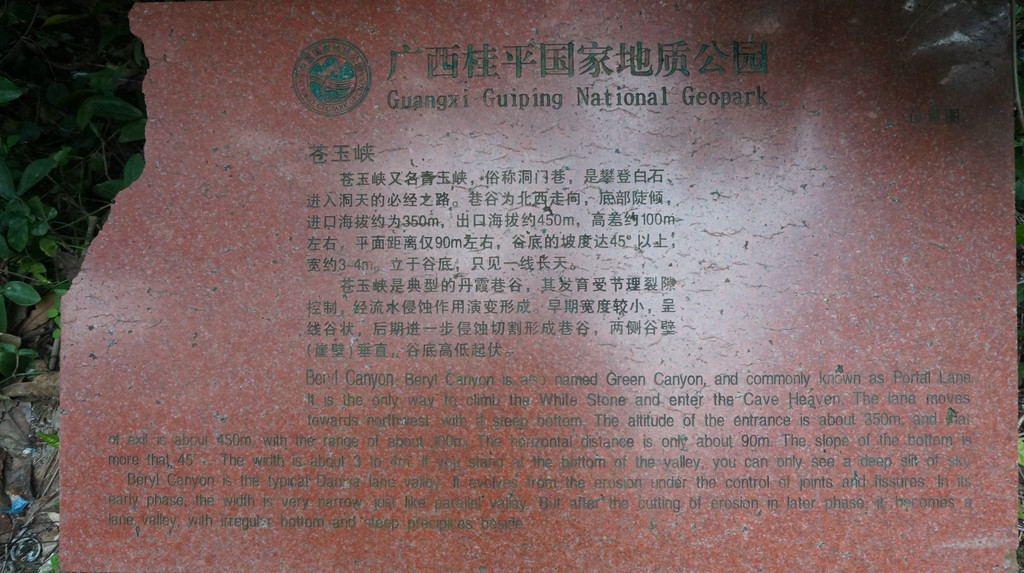 广西桂平国家地质公园
Guangxi Guiping National Geopark
苍玉峡
苍玉峡又名青玉峡，俗称洞门巷，是攀登白石、
进入洞天的必经之路。巷谷为北西走向，底部陡倾，
进口海拔约为350m，出口海拔约450m，高差约100m
左右，平面距离仅90m左右，谷底的坡度达45°以上，
宽约3-4m。立于谷底，只见一线长天。
苍玉峡是典型的丹霞巷谷，其发育受节理裂隙
控制，经流水侵蚀作用演变形成。早期宽度较小，呈
线谷状，后期进一步侵蚀切割形成巷谷，两侧谷壁
(崖壁)垂直，谷底高低起伏。
Beryl Canyon: Beryl Canyon is also named Green Canyon, and commonly known as Portal Lane.
It is the only way to climb the White Stone and enter the Cave Heaven. The lane moves
towards northwest with a steep bottom. The altitude of the entrance is about 350m, and that
of exit is about 450m with the range of about 100m. The horizontal distance is only about 90m. The slope of the bottom is
more that 45°. The width is about 3 to 4m. If you stand at the bottom of the valley, you can only see a deep slit of sky.
Beryl Canyon is the typical Danxia lane valley. It evolves from the erosion under the control of joints and fissures. In its
early phase, the width is very narrow, just like parallel valley. But after the cutting of erosion in later phase, it becomes a
lane valley, with irregular bottom and steep precipices beside.